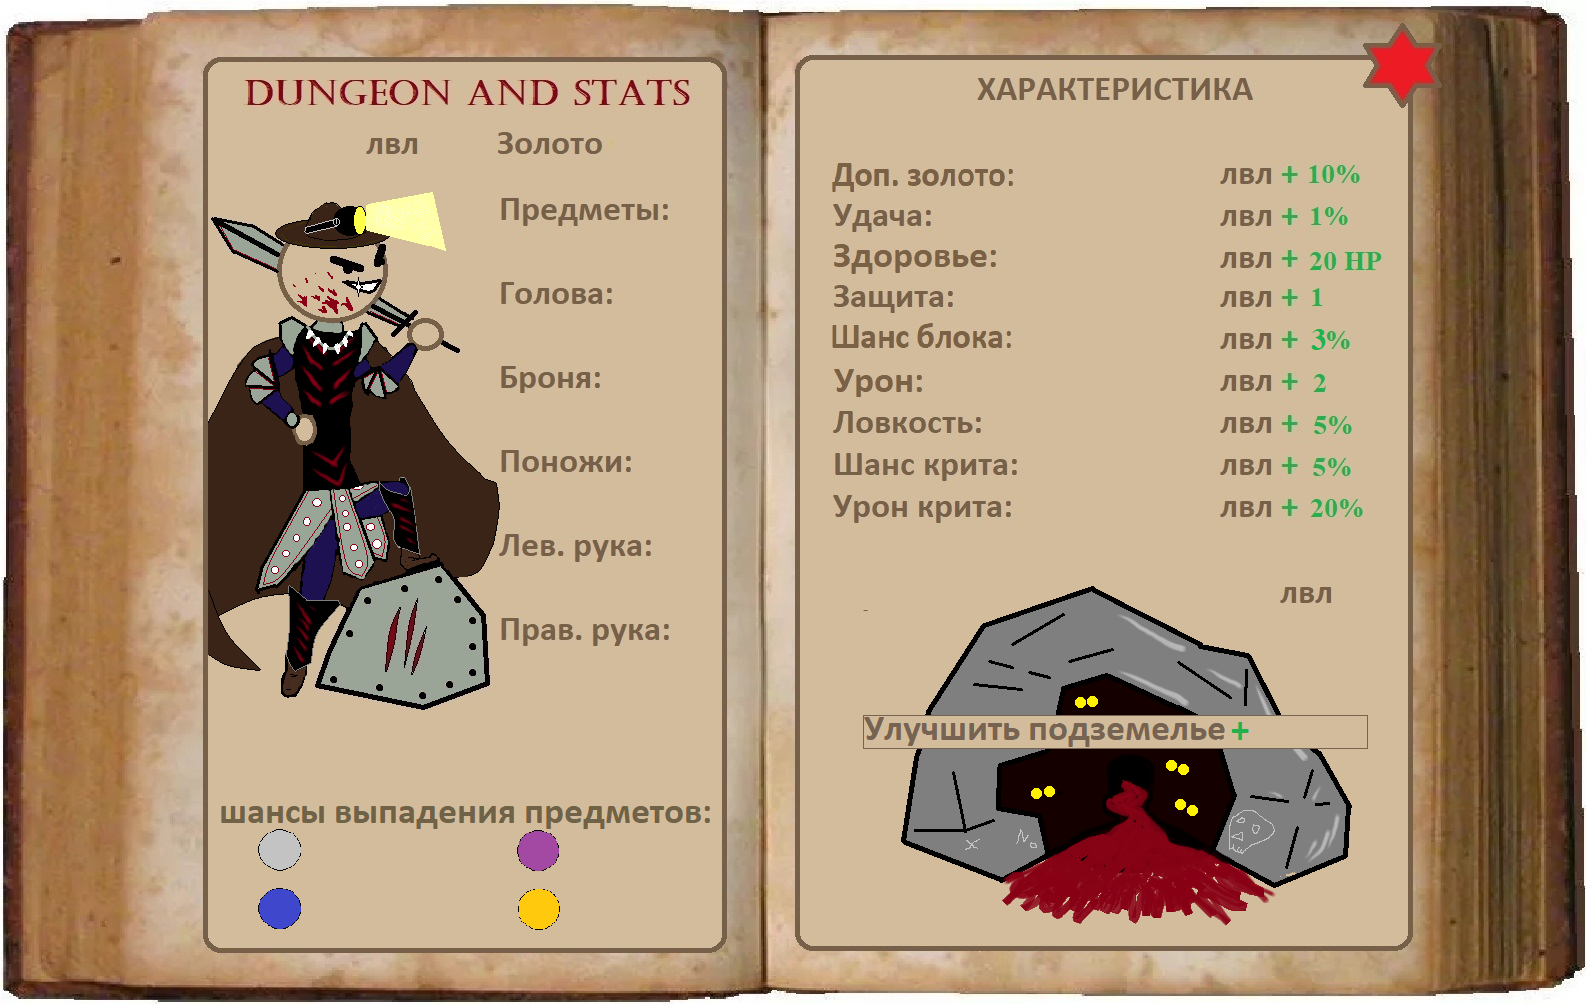 DUNGEON AND STATS
лвл Золото
Предметы:
Голова:
Броня:
Поножи:
Лев. рука:
Прав. рука:
шансы выпадения предметов:
ХАРАКТЕРИСТИКА
Доп. золото: лвл + 10%
Удача: лвл + 1%
Здоровье: лвл + 20 HP
Защита: лвл + 1
Шанс блока: лвл + 3%
Урон: лвл + 2
Ловкость: лвл + 5%
Шанс крита: лвл + 5%
Урон крита: лвл + 20%
лвл
Улучшить подземелье +
x No